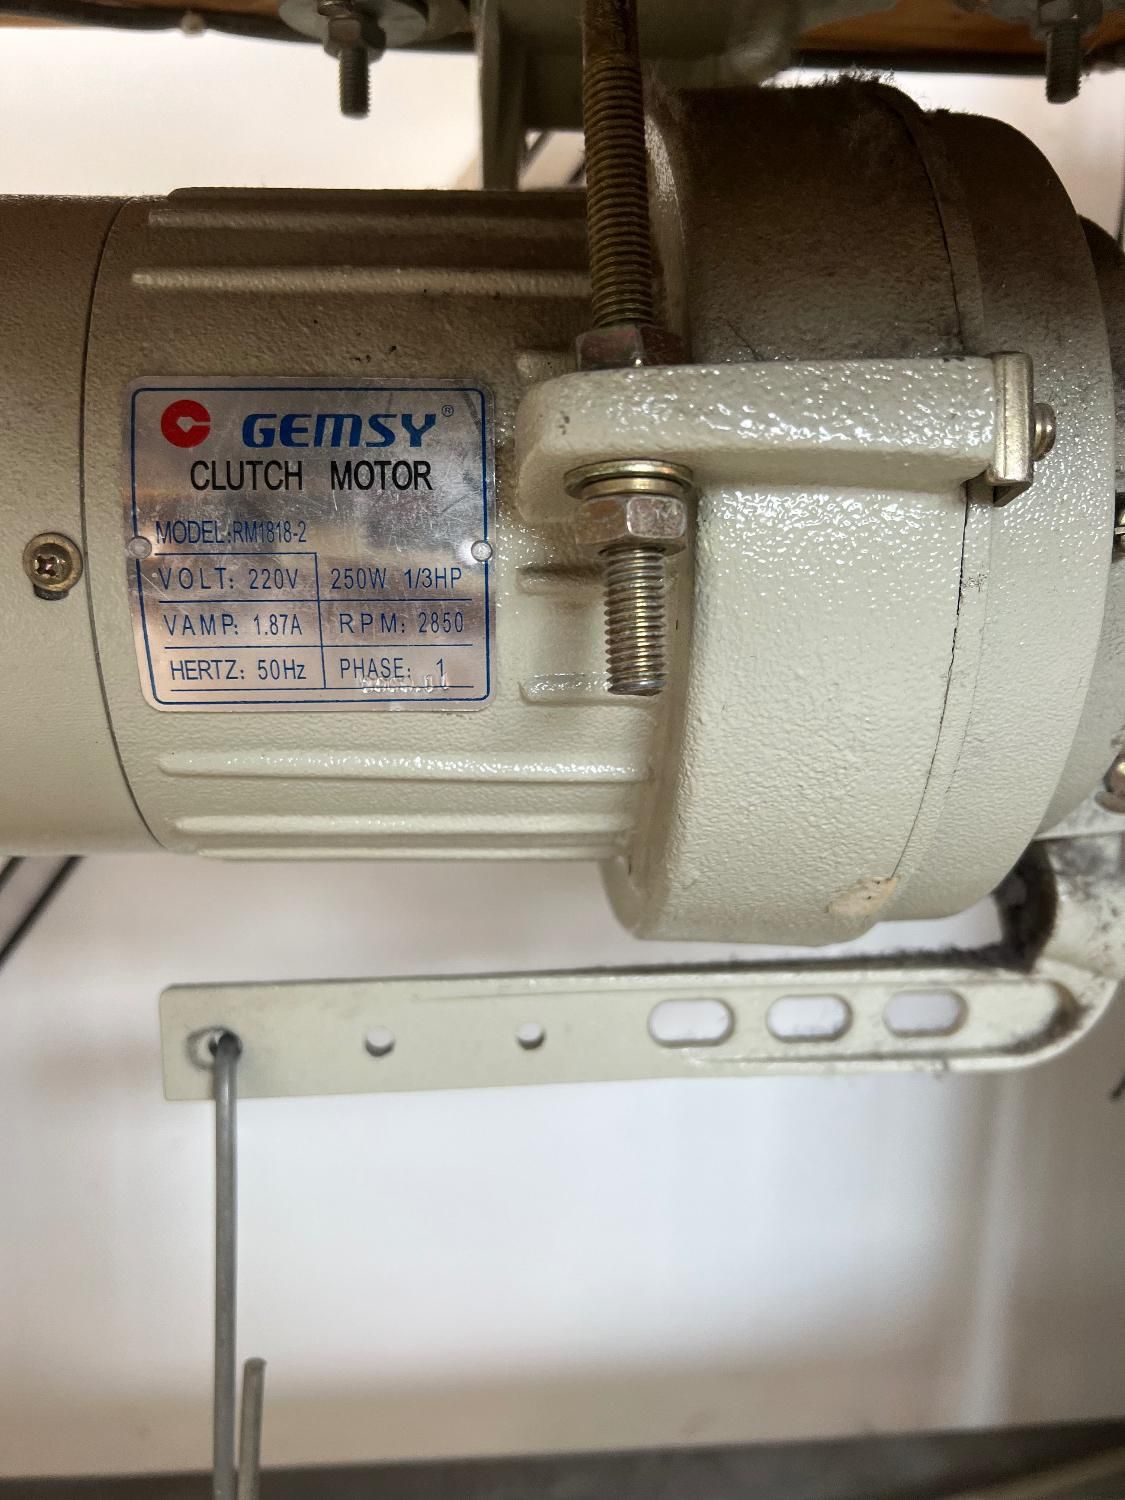 GEMSY®
CLUTCH MOTOR
MODEL:RM1818-2
VOLT: 220V 250W 1/3HP
VAMP: 1.87A RPM: 2850
HERTZ: 50Hz PHASE: 1